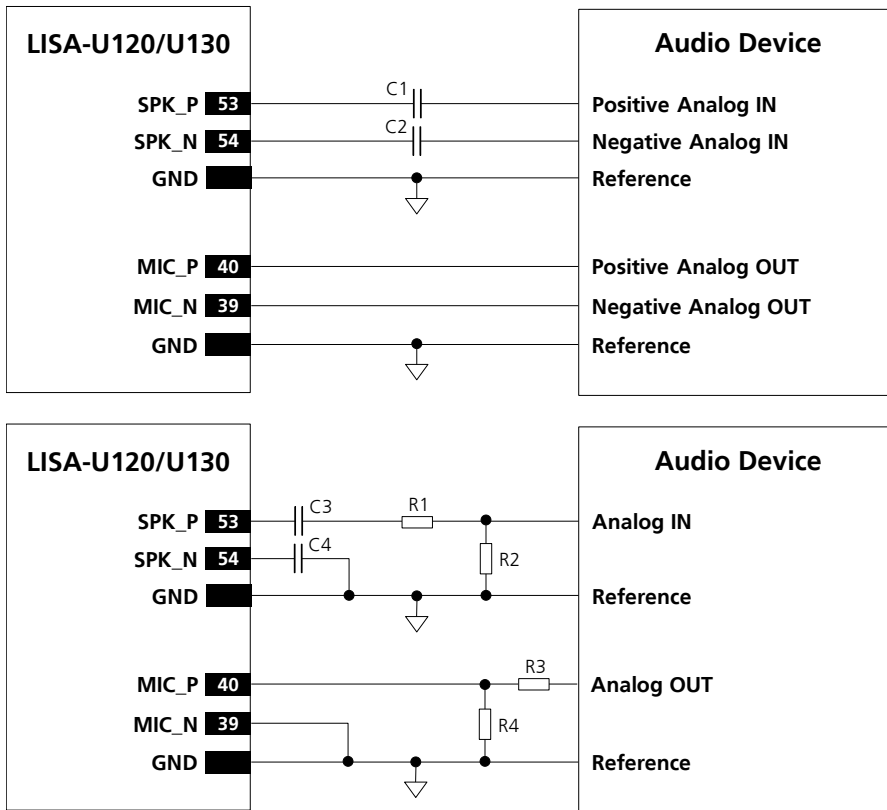 LISA-U120/U130
Audio Device
C1
SPK_P 53
Positive Analog IN
C2
SPK_N 54
Negative Analog IN
GND
Reference
MIC_P 40
Positive Analog OUT
MIC_N 39
Negative Analog OUT
GND
Reference
LISA-U120/U130
Audio Device
C3
R1
SPK_P 53
Analog IN
C4
SPK_N 54
R2
GND
Reference
R3
MIC_P 40
Analog OUT
MIC_N 39
R4
GND
Reference